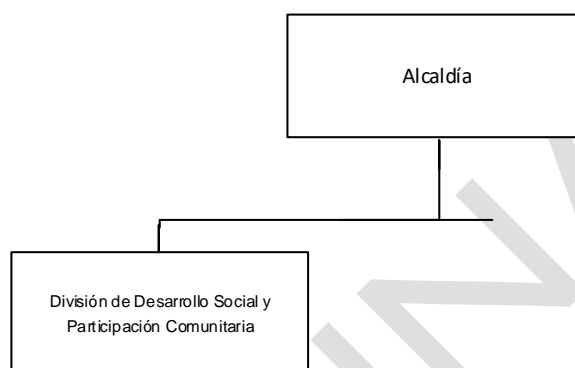 Alcaldía
División de Desarrollo Social y
Participación Comunitaria